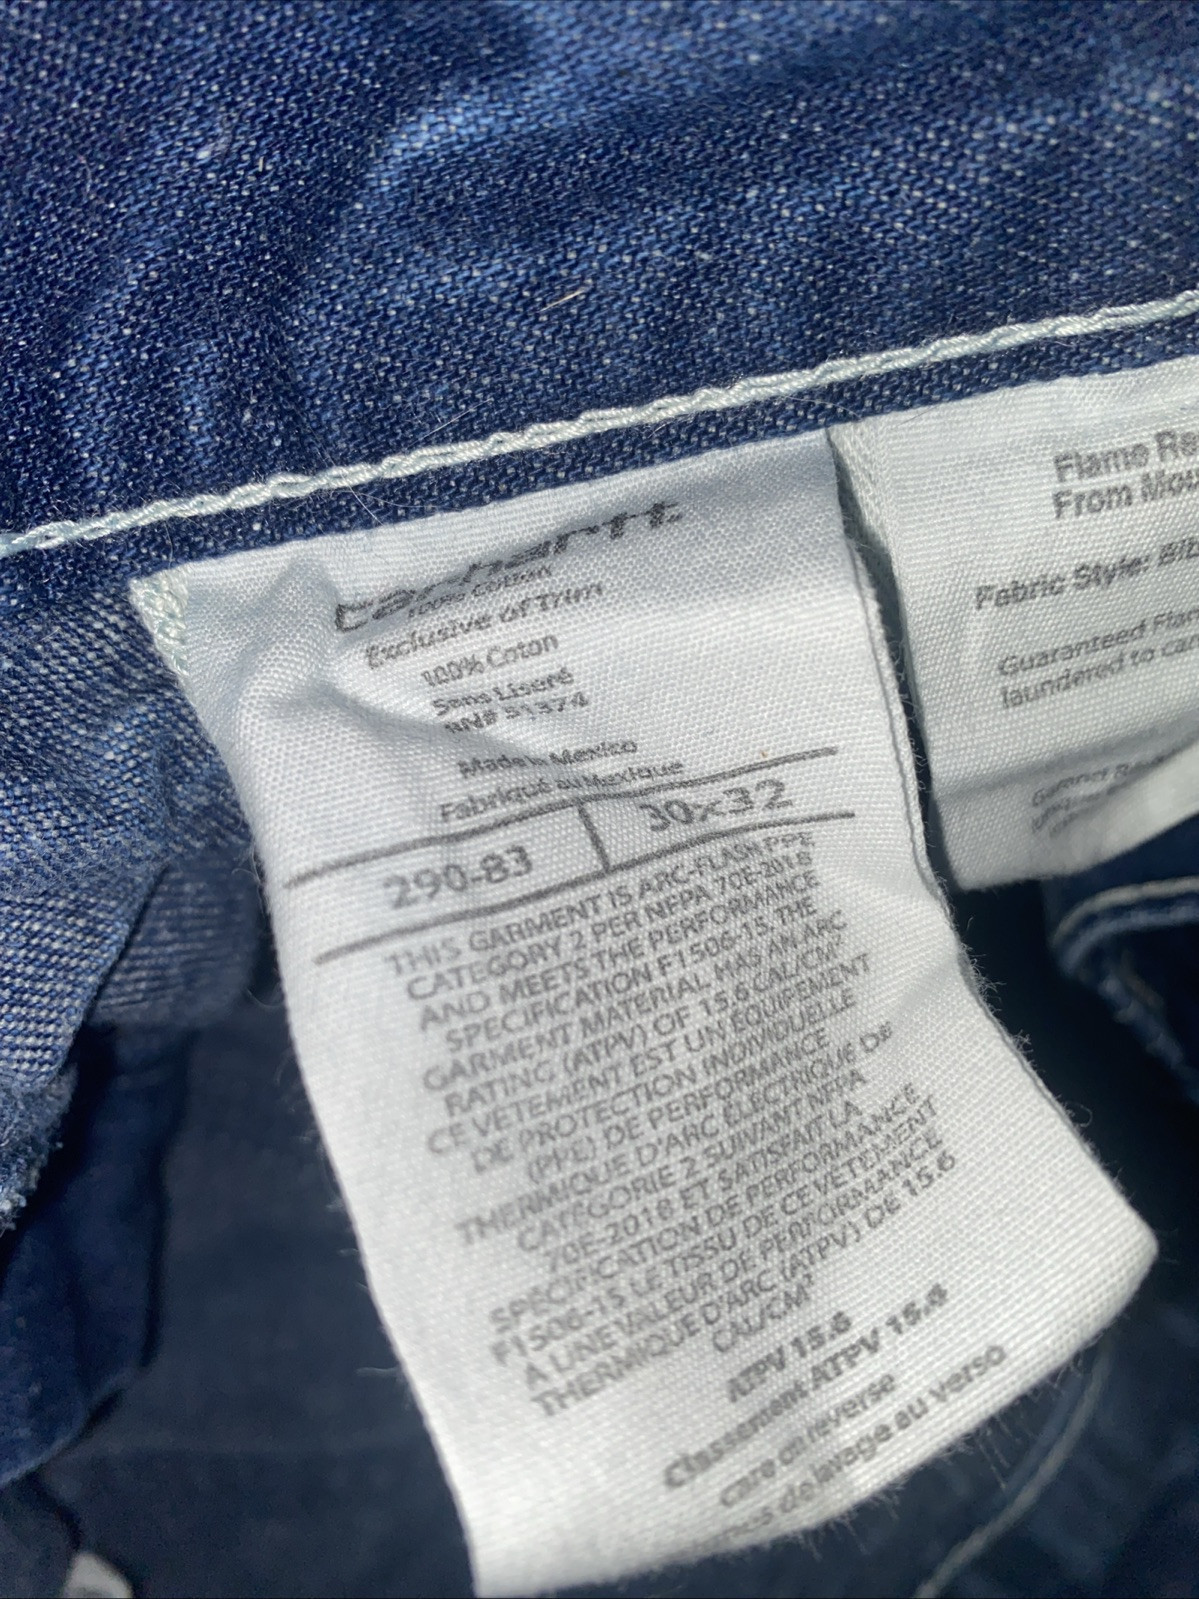 carhartt
100% Cotton
Exclusive of Trim
100% Coton
Sans Liseré
RN# 51374
Made in Mexico
Fabriqué au Mexique
290-83
30x32
THIS GARMENT IS ARC-FLASH PPE
CATEGORY 2 PER NFPA 70E-2018
AND MEETS THE PERFORMANCE
SPECIFICATION F1506-15. THE
GARMENT MATERIAL HAS AN ARC
RATING (ATPV) OF 15.6 CAL/CM²
CE VÊTEMENT EST UN ÉQUIPEMENT
DE PROTECTION INDIVIDUELLE
(PPE) DE PERFORMANCE
THERMIQUE D'ARC ÉLECTRIQUE DE
CATÉGORIE 2 SUIVANT NFPA
70E-2018 ET SATISFAIT LA
SPÉCIFICATION DE PERFORMANCE
F1506-15 LE TISSU DE CE VÊTEMENT
A UNE VALEUR DE PERFORMANCE
THERMIQUE D'ARC (ATPV) DE 15.6
CAL/CM²
ATPV 15.6
Classement ATPV 15.6
care on reverse
de lavage au verso
Flame Re
From Mou
Fabric Style:
Guaranteed Fla
laundered to ca